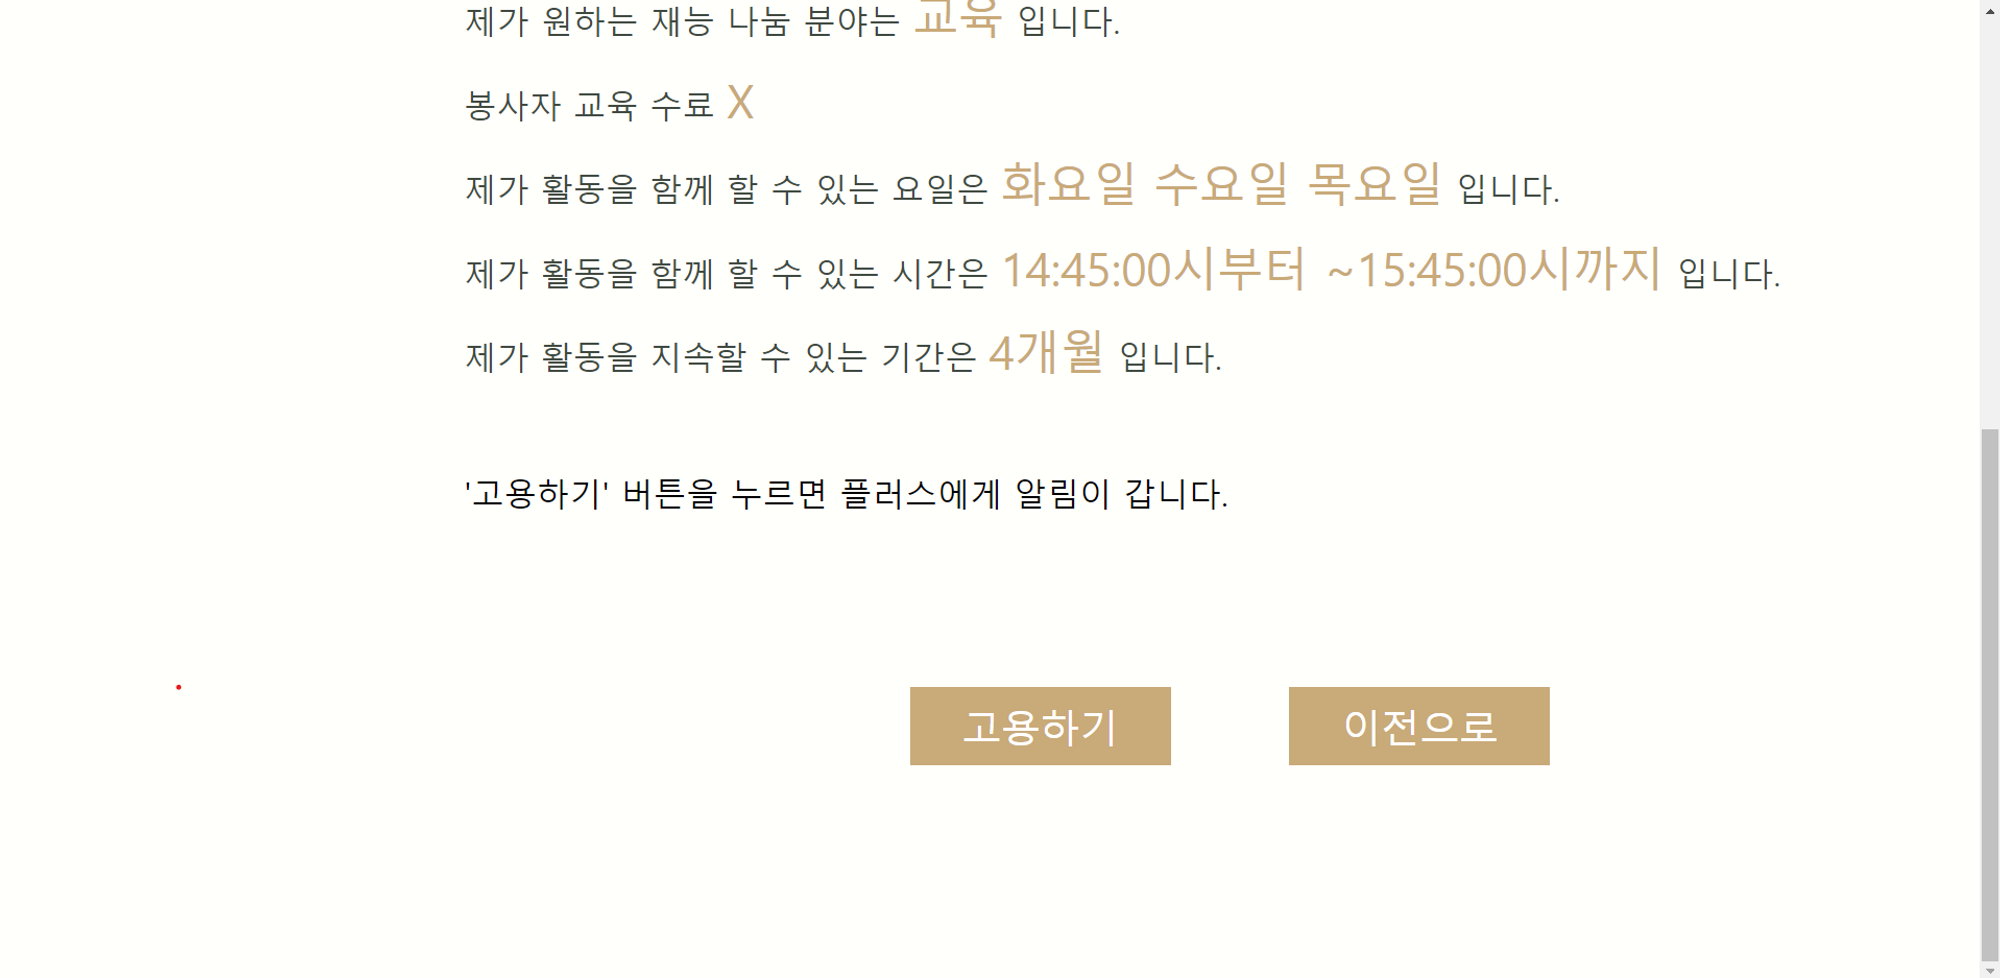 제가 원하는 재능 나눔 분야는 교육 입니다.
봉사자 교육 수료 X
제가 활동을 함께 할 수 있는 요일은 화요일 수요일 목요일 입니다.
제가 활동을 함께 할 수 있는 시간은 14:45:00시부터 ~15:45:00시까지 입니다.
제가 활동을 지속할 수 있는 기간은 4개월 입니다.
'고용하기' 버튼을 누르면 플러스에게 알림이 갑니다.
고용하기 이전으로